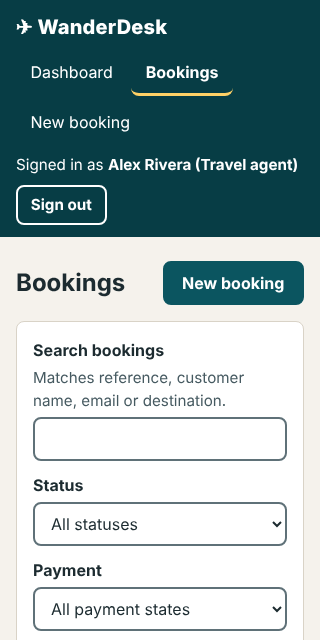 ✈ WanderDesk
Dashboard Bookings
New booking
Signed in as Alex Rivera (Travel agent)
Sign out
Bookings New booking
Search bookings
Matches reference, customer
name, email or destination.
Status
All statuses
Payment
All payment states